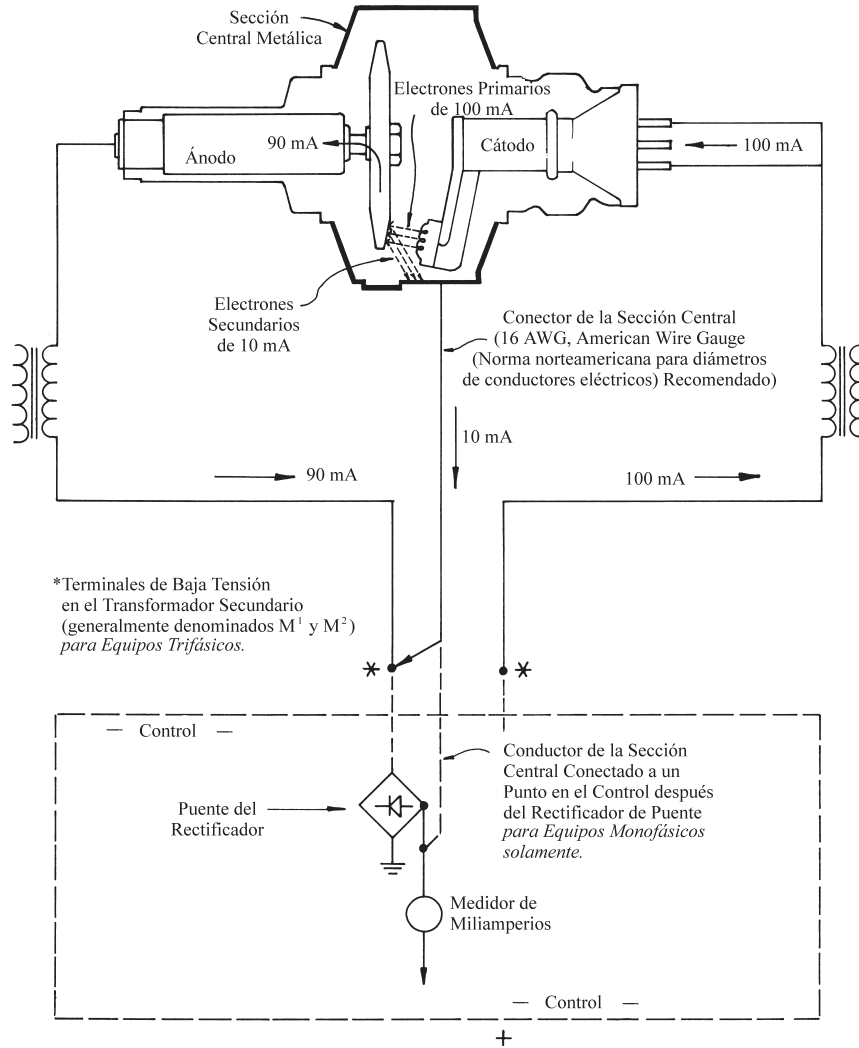 Sección
Central Metálica
Electrones Primarios
de 100 mA
90 mA
Ánodo
Cátodo
100 mA
Electrones
Secundarios
de 10 mA
Conector de la Sección Central
(16 AWG, American Wire Gauge
(Norma norteamericana para diámetros
de conductores eléctricos) Recomendado)
10 mA
90 mA
100 mA
*Terminales de Baja Tensión
en el Transformador Secundario
(generalmente denominados M¹ y M²)
para Equipos Trifásicos.
*
*
— Control —
Conductor de la Sección
Central Conectado a un
Punto en el Control después
del Rectificador de Puente
para Equipos Monofásicos
solamente.
Puente del
Rectificador
Medidor de
Miliamperios
— Control —
+